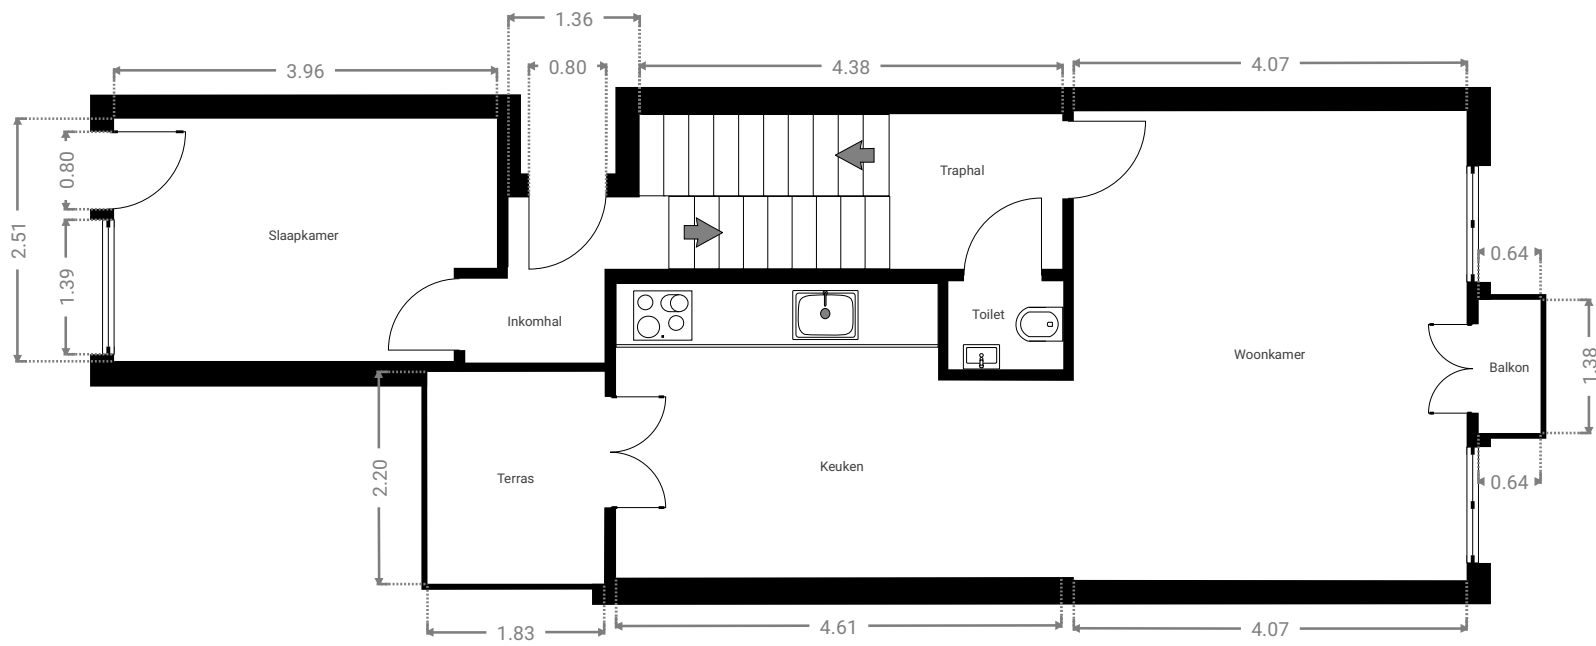 1.36
0.80
3.96
4.38
4.07
0.80
2.51
1.39
Traphal
Slaapkamer
0.64
Toilet
Inkomhal
Woonkamer
Balkon
1.38
Keuken
Terras
2.20
0.64
1.83
4.61
4.07